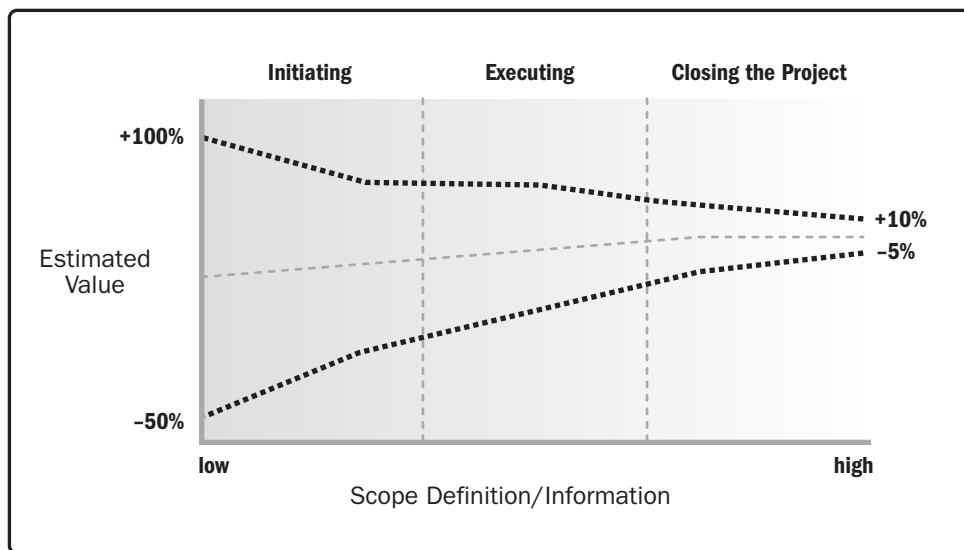 Initiating
Executing
Closing the Project
+100%
+10%
Estimated
Value
–5%
–50%
low
high
Scope Definition/Information